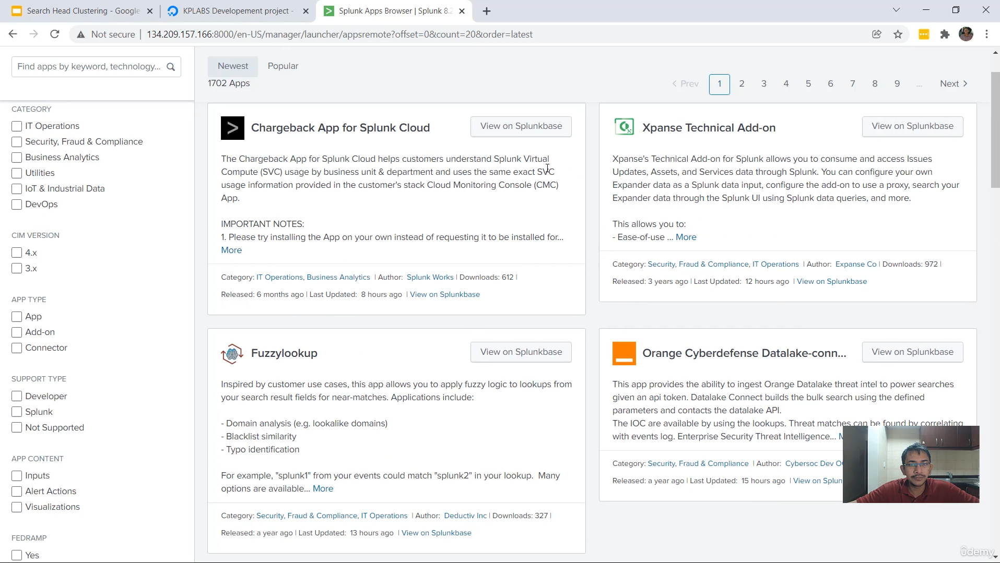 Search Head Clustering - Google
KPLABS Developement project -
Splunk Apps Browser | Splunk 8.2
Not secure
134.209.157.166:8000/en-US/manager/launcher/appsremote?offset=0&count=20&order=latest
Find apps by keyword, technology...
CATEGORY
IT Operations
Security, Fraud & Compliance
Business Analytics
Utilities
IoT & Industrial Data
DevOps
CIM VERSION
4.x
3.x
APP TYPE
App
Add-on
Connector
SUPPORT TYPE
Developer
Splunk
Not Supported
APP CONTENT
Inputs
Alert Actions
Visualizations
FEDRAMP
Yes
Newest Popular
1702 Apps
< Prev 1 2 3 4 5 6 7 8 9 ... Next >
Chargeback App for Splunk Cloud
View on Splunkbase
The Chargeback App for Splunk Cloud helps customers understand Splunk Virtual
Compute (SVC) usage by business unit & department and uses the same exact SVC
usage information provided in the customer's stack Cloud Monitoring Console (CMC)
App.
IMPORTANT NOTES:
1. Please try installing the App on your own instead of requesting it to be installed for...
More
Category: IT Operations, Business Analytics | Author: Splunk Works | Downloads: 612 |
Released: 6 months ago | Last Updated: 8 hours ago | View on Splunkbase
Xpanse Technical Add-on
View on Splunkbase
Xpanse's Technical Add-on for Splunk allows you to consume and access Issues
Updates, Assets, and Services data through Splunk. You can configure your own
Expander data as a Splunk data input, configure the add-on to use a proxy, search your
Expander data through the Splunk UI using Splunk data queries, and more.
This allows you to:
- Ease-of-use ... More
Category: Security, Fraud & Compliance, IT Operations | Author: Expanse Co | Downloads: 972 |
Released: 3 years ago | Last Updated: 12 hours ago | View on Splunkbase
Fuzzylookup
View on Splunkbase
Inspired by customer use cases, this app allows you to apply fuzzy logic to lookups from
your search result fields for near-matches. Applications include:
- Domain analysis (e.g. lookalike domains)
- Blacklist similarity
- Typo identification
For example, "splunk1" from your events could match "splunk2" in your lookup. Many
options are available... More
Category: Security, Fraud & Compliance, IT Operations | Author: Deductiv Inc | Downloads: 327 |
Released: a year ago | Last Updated: 13 hours ago | View on Splunkbase
Orange Cyberdefense Datalake-conn...
View on Splunkbase
This app provides the ability to ingest Orange Datalake threat intel to power searches
given an api token. Datalake Connect builds the bulk search using the defined
parameters and contacts the datalake API.
The IOC are available by using the lookups. Threat matches can be found by correlating
with events log. Enterprise Security Threat Intelligence...
Category: Security, Fraud & Compliance | Author: Cybersoc Dev
Released: a year ago | Last Updated: 15 hours ago | View on Splun
ûdemy